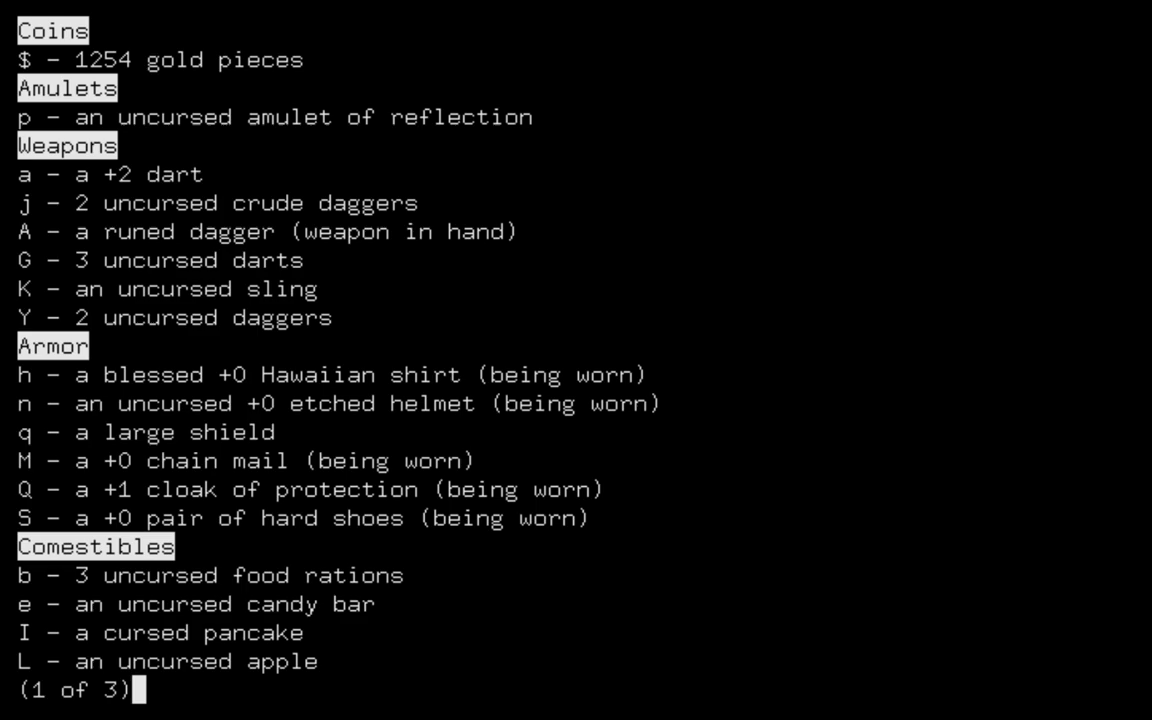 Coins
$ - 1254 gold pieces
Amulets
p - an uncursed amulet of reflection
Weapons
a - a +2 dart
j - 2 uncursed crude daggers
A - a runed dagger (weapon in hand)
G - 3 uncursed darts
K - an uncursed sling
Y - 2 uncursed daggers
Armor
h - a blessed +0 Hawaiian shirt (being worn)
n - an uncursed +0 etched helmet (being worn)
q - a large shield
M - a +0 chain mail (being worn)
Q - a +1 cloak of protection (being worn)
S - a +0 pair of hard shoes (being worn)
Comestibles
b - 3 uncursed food rations
e - an uncursed candy bar
I - a cursed pancake
L - an uncursed apple
(1 of 3)